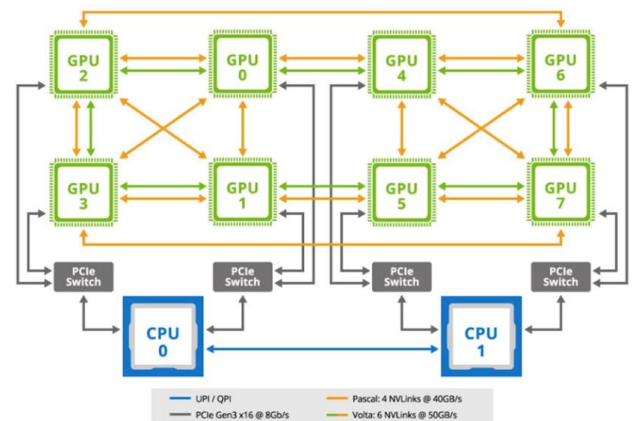 GPU 2
GPU 0
GPU 4
GPU 6
GPU 3
GPU 1
GPU 5
GPU 7
PCIe Switch
PCIe Switch
PCIe Switch
PCIe Switch
CPU 0
CPU 1
UPI / QPI
Pascal: 4 NVLinks @ 40GB/s
PCIe Gen3 x16 @ 8Gb/s
Volta: 6 NVLinks @ 50GB/s